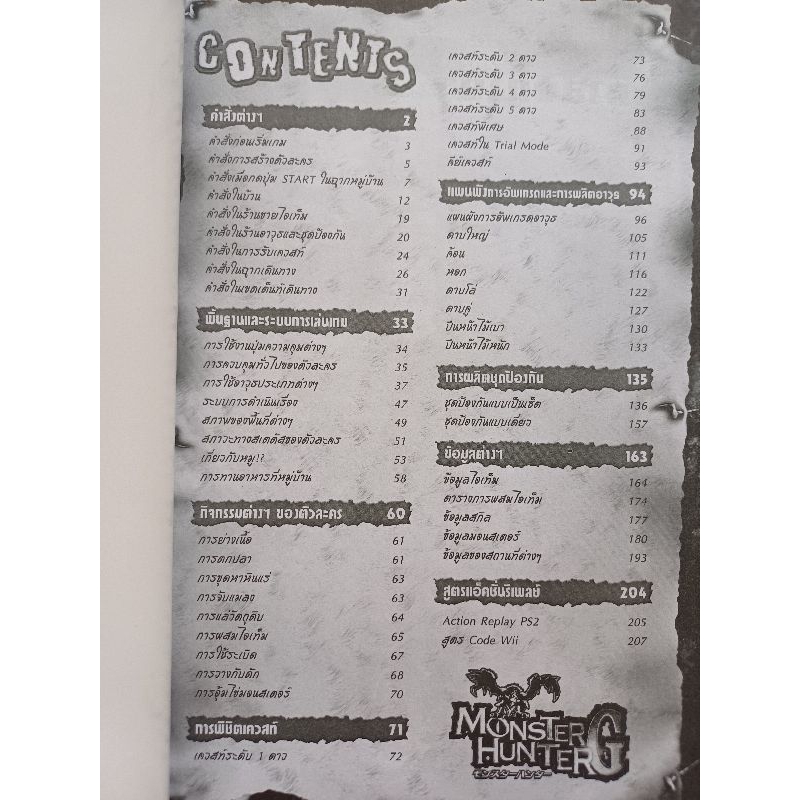 CONTENTS
คำสั่งต่างๆ 2
คำสั่งก่อนเริ่มเกม 3
คำสั่งการสร้างตัวละคร 5
คำสั่งเมื่อกดปุ่ม START ในฉากหมู่บ้าน 7
คำสั่งในบ้าน 12
คำสั่งในร้านขายไอเท็ม 19
คำสั่งในร้านอาวุธและชุดป้องกัน 20
คำสั่งในการรับเควสท์ 24
คำสั่งในฉากเดินทาง 26
คำสั่งในเขตเต็นท์เดินทาง 31
พื้นฐานและระบบการเล่นเกม 33
การใช้งานปุ่มควบคุมต่างๆ 34
การควบคุมทั่วไปของตัวละคร 35
การใช้อาวุธประเภทต่างๆ 37
ระบบการดำเนินเรื่อง 47
สภาพของพื้นที่ต่างๆ 49
สภาวะทางสเตตัสของตัวละคร 51
เกี่ยวกับหมู!? 53
การทานอาหารที่หมู่บ้าน 58
กิจกรรมต่างๆ ของตัวละคร 60
การย่างเนื้อ 61
การตกปลา 61
การขุดหาหินแร่ 63
การจับแมลง 63
การแล่วัตถุดิบ 64
การผสมไอเท็ม 65
การใช้ระเบิด 67
การวางกับดัก 68
การอุ้มไข่มอนสเตอร์ 70
การพิชิตเควสท์ 71
เควสท์ระดับ 1 ดาว 72
เควสท์ระดับ 2 ดาว 73
เควสท์ระดับ 3 ดาว 76
เควสท์ระดับ 4 ดาว 79
เควสท์ระดับ 5 ดาว 83
เควสท์พิเศษ 88
เควสท์ใน Trial Mode 91
คีย์เควสท์ 93
แผนผังการอัพเกรดและการผลิตอาวุธ 94
แผนผังการอัพเกรดอาวุธ 96
ดาบใหญ่ 105
ค้อน 111
หอก 116
ดาบโล่ 122
ดาบคู่ 127
ปืนหน้าไม้เบา 130
ปืนหน้าไม้หนัก 133
การผลิตชุดป้องกัน 135
ชุดป้องกันแบบเป็นเซ็ต 136
ชุดป้องกันแบบเดี่ยว 157
ข้อมูลต่างๆ 163
ข้อมูลไอเท็ม 164
ตารางการผสมไอเท็ม 174
ข้อมูลสกิล 177
ข้อมูลมอนสเตอร์ 180
ข้อมูลของสถานที่ต่างๆ 193
สูตรแอ็คชั่นรีเพลย์ 204
Action Replay PS2 205
สูตร Code Wii 207
MONSTER
HUNTER G
モンスターハンター